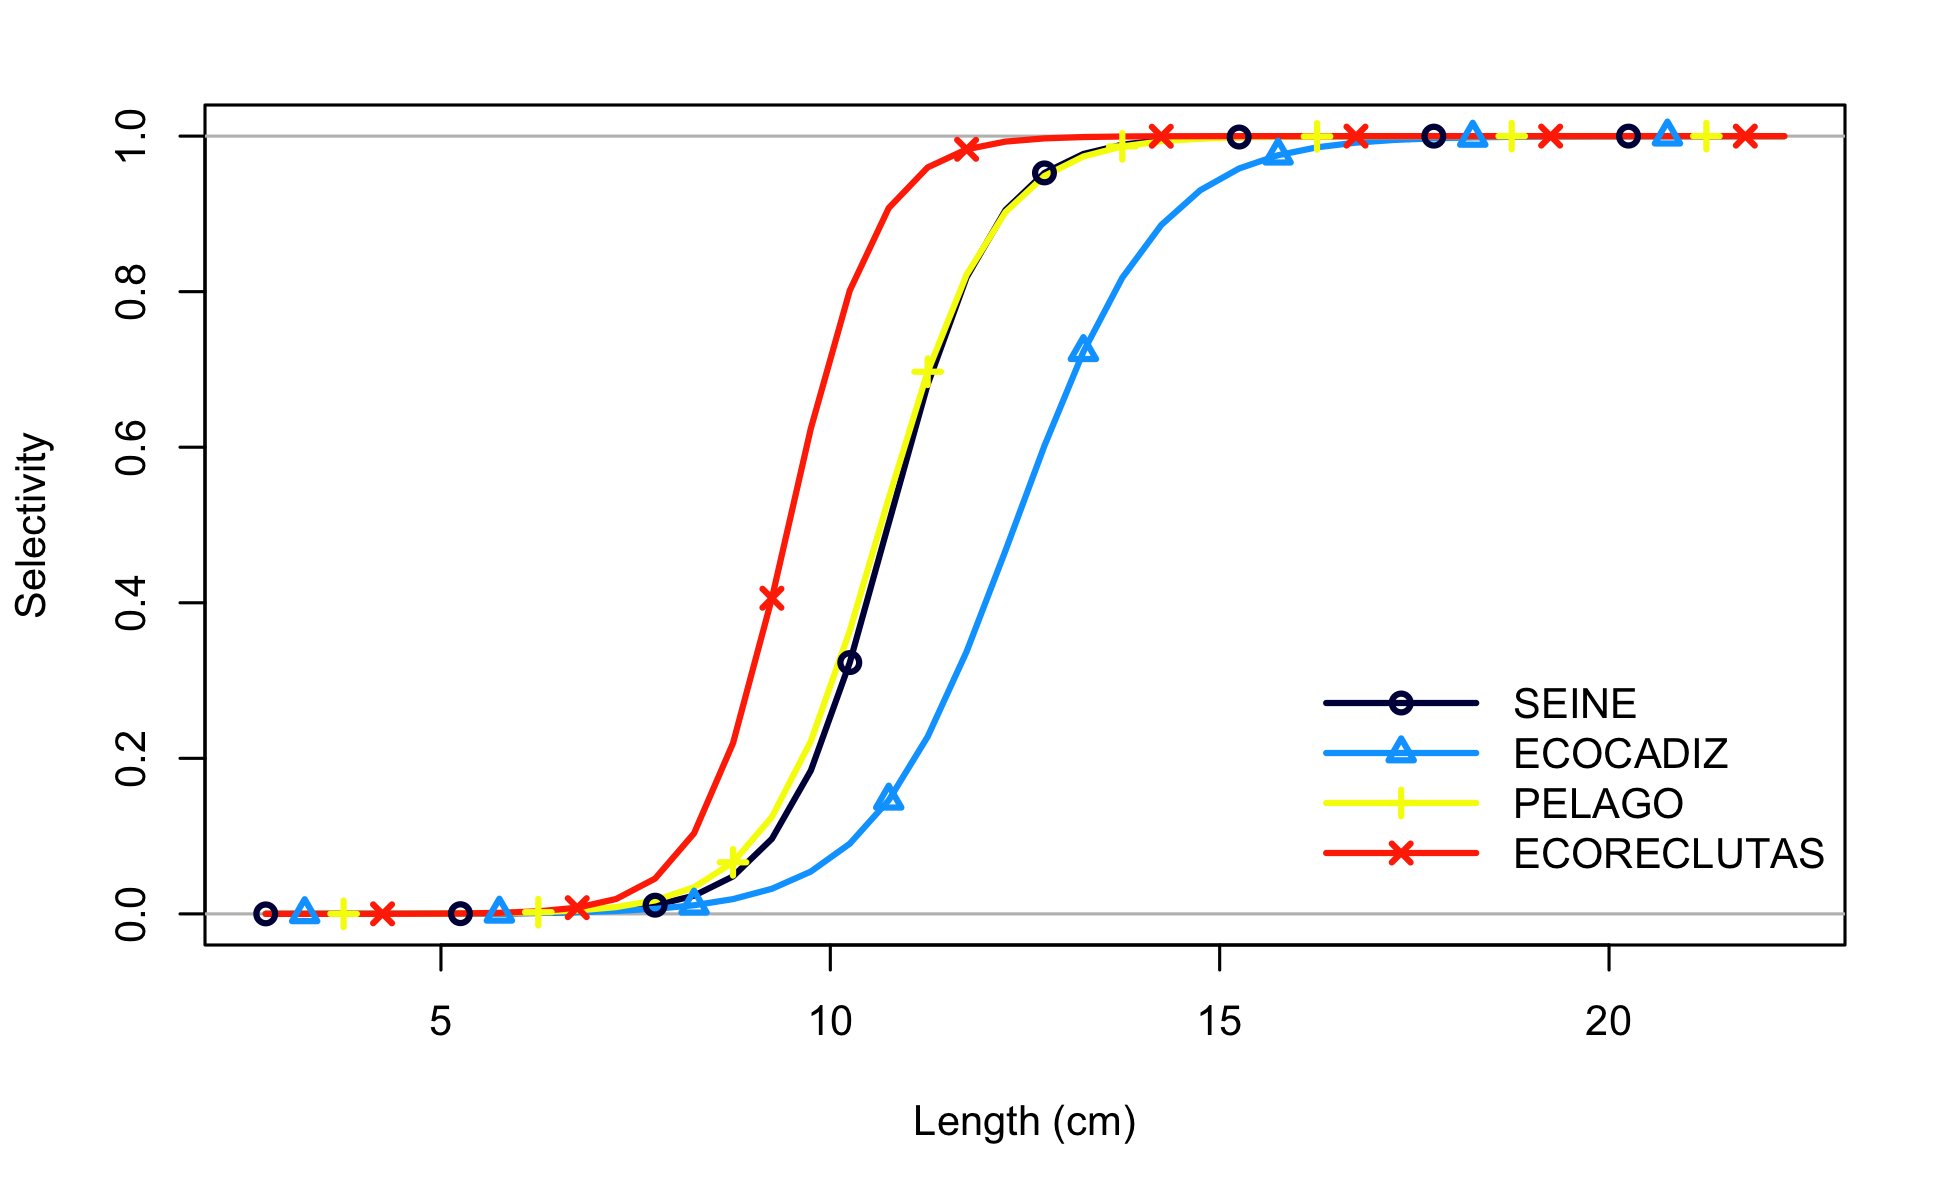 1.0
0.8
0.6
0.4
0.2
0.0
Selectivity
SEINE
ECOCADIZ
PELAGO
ECORECLUTAS
5 10 15 20
Length (cm)